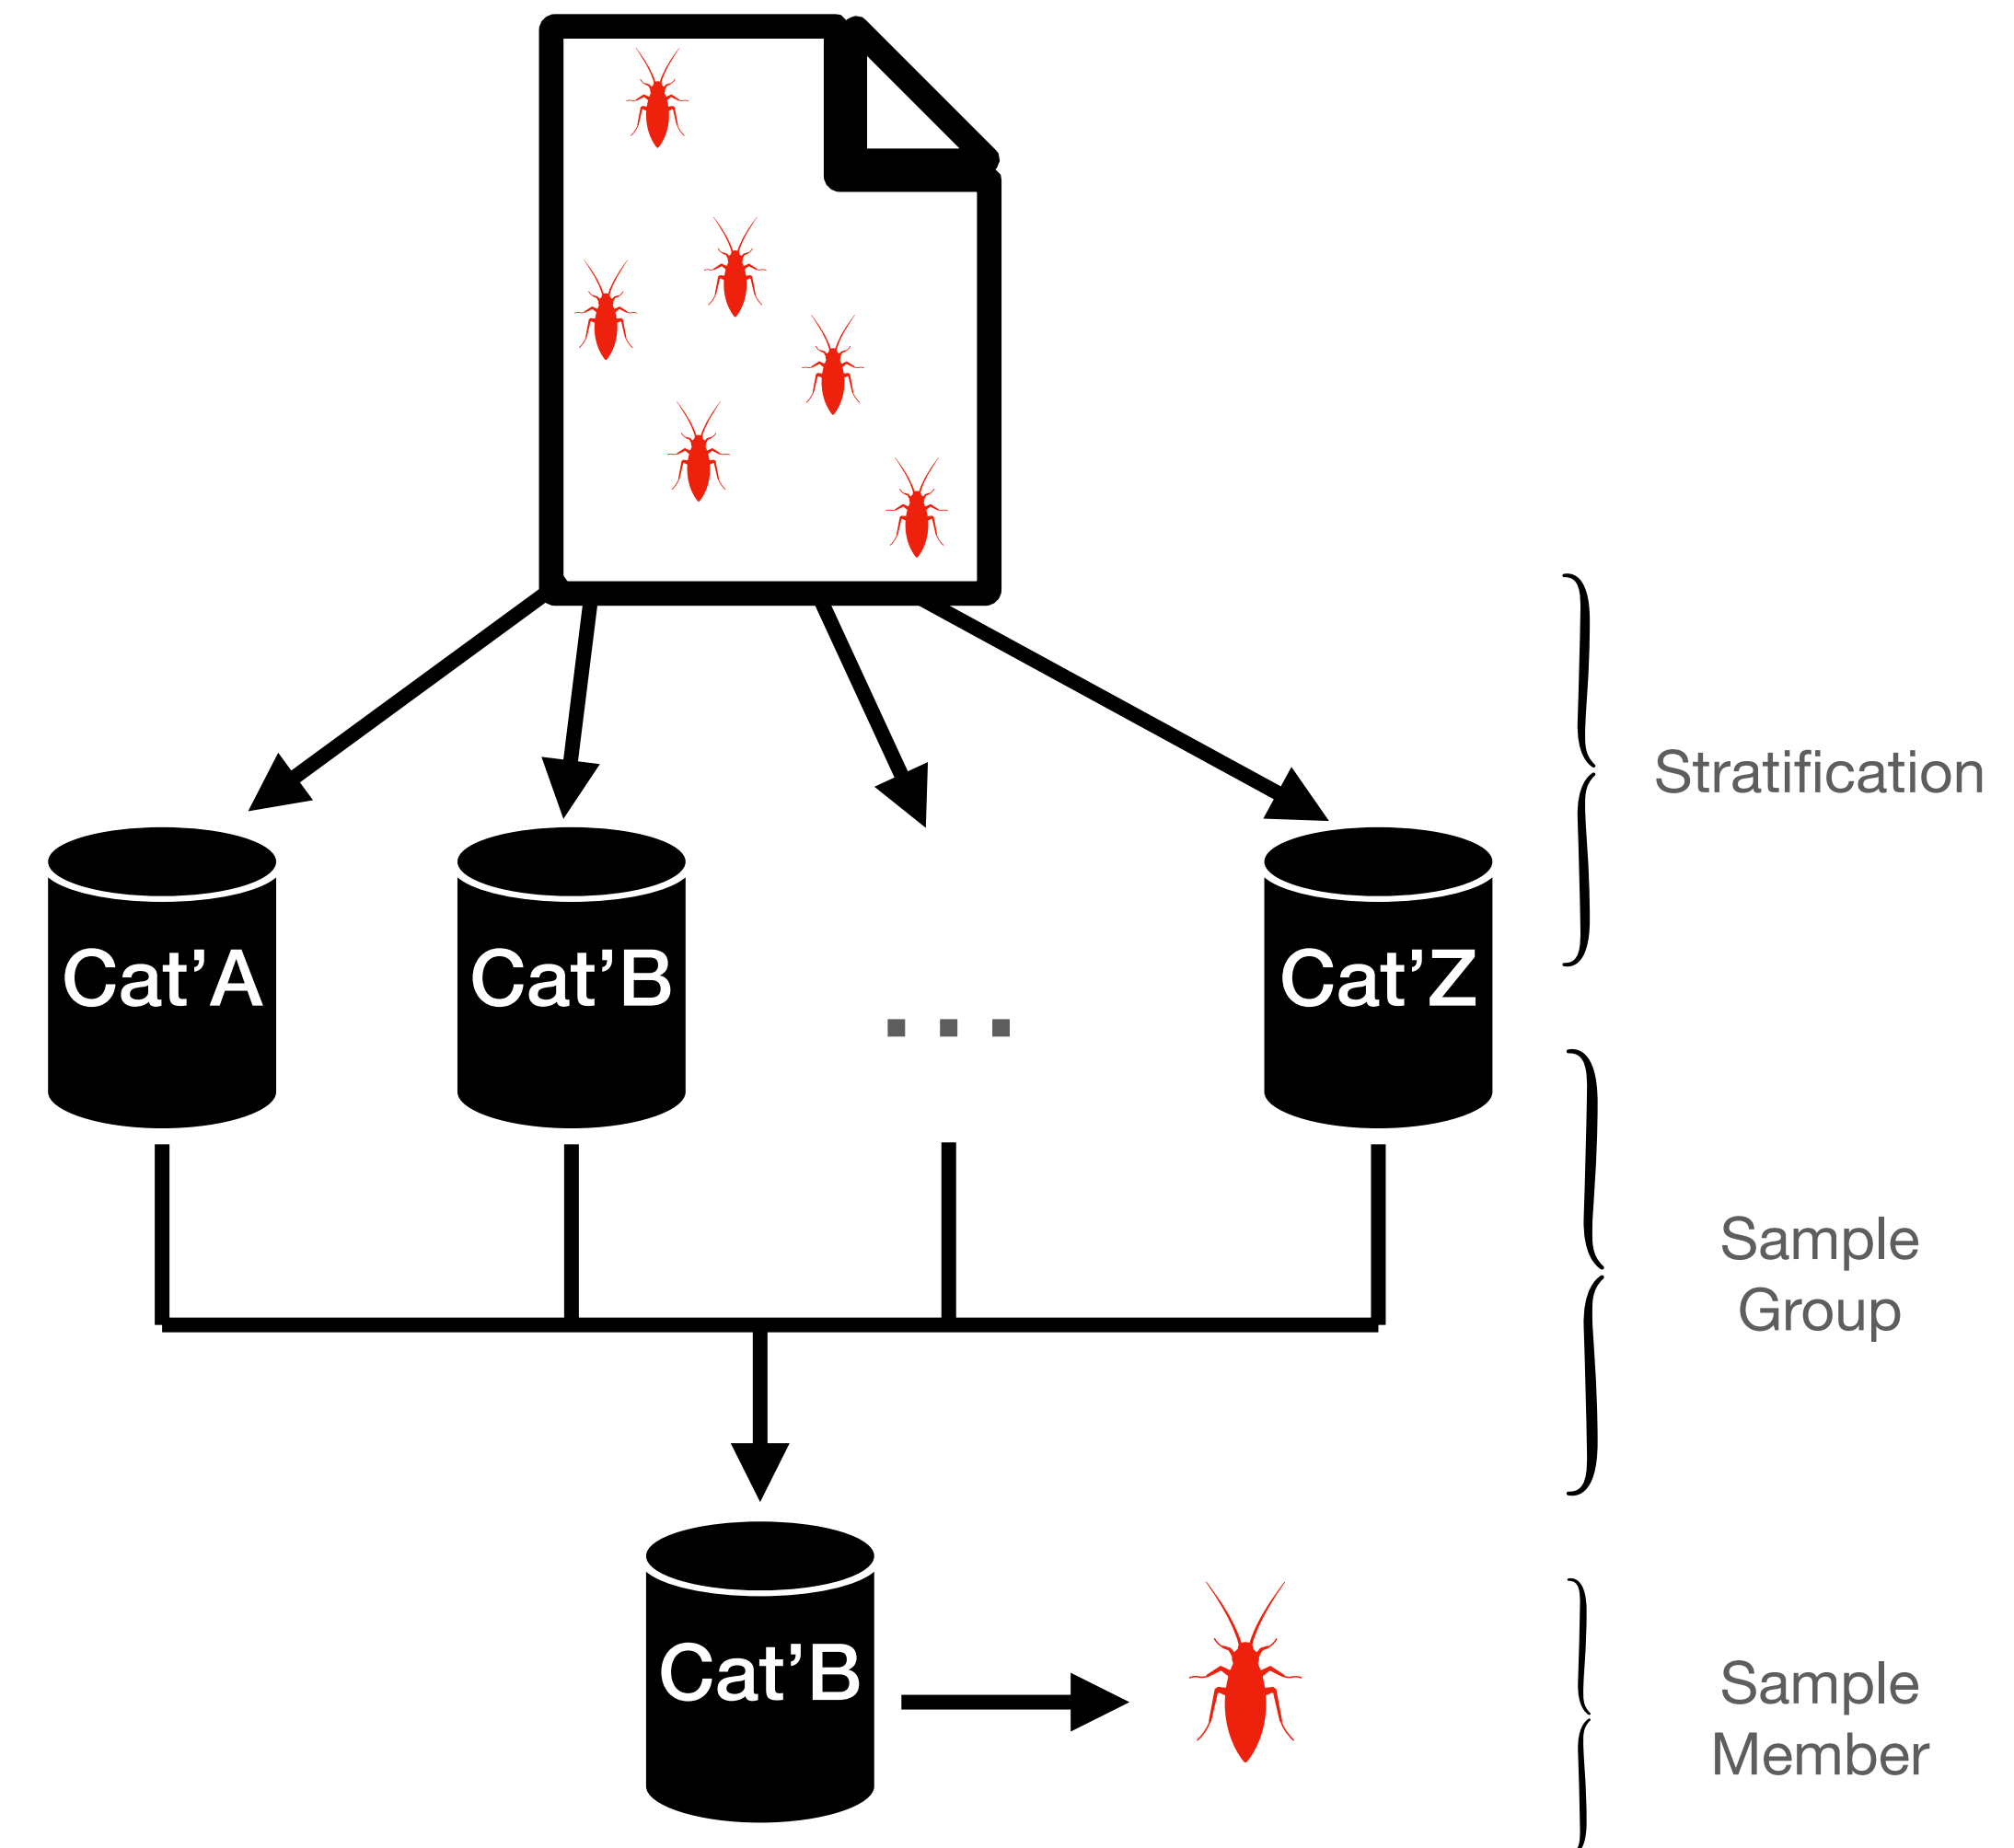 Stratification
Cat’A
Cat’B
Cat’Z
...
Sample
Group
Cat’B
Sample
Member